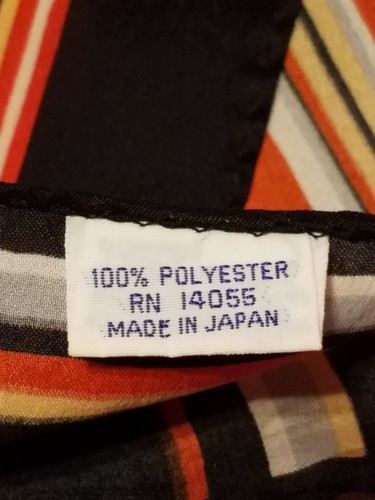 100% POLYESTER
RN 14055
MADE IN JAPAN